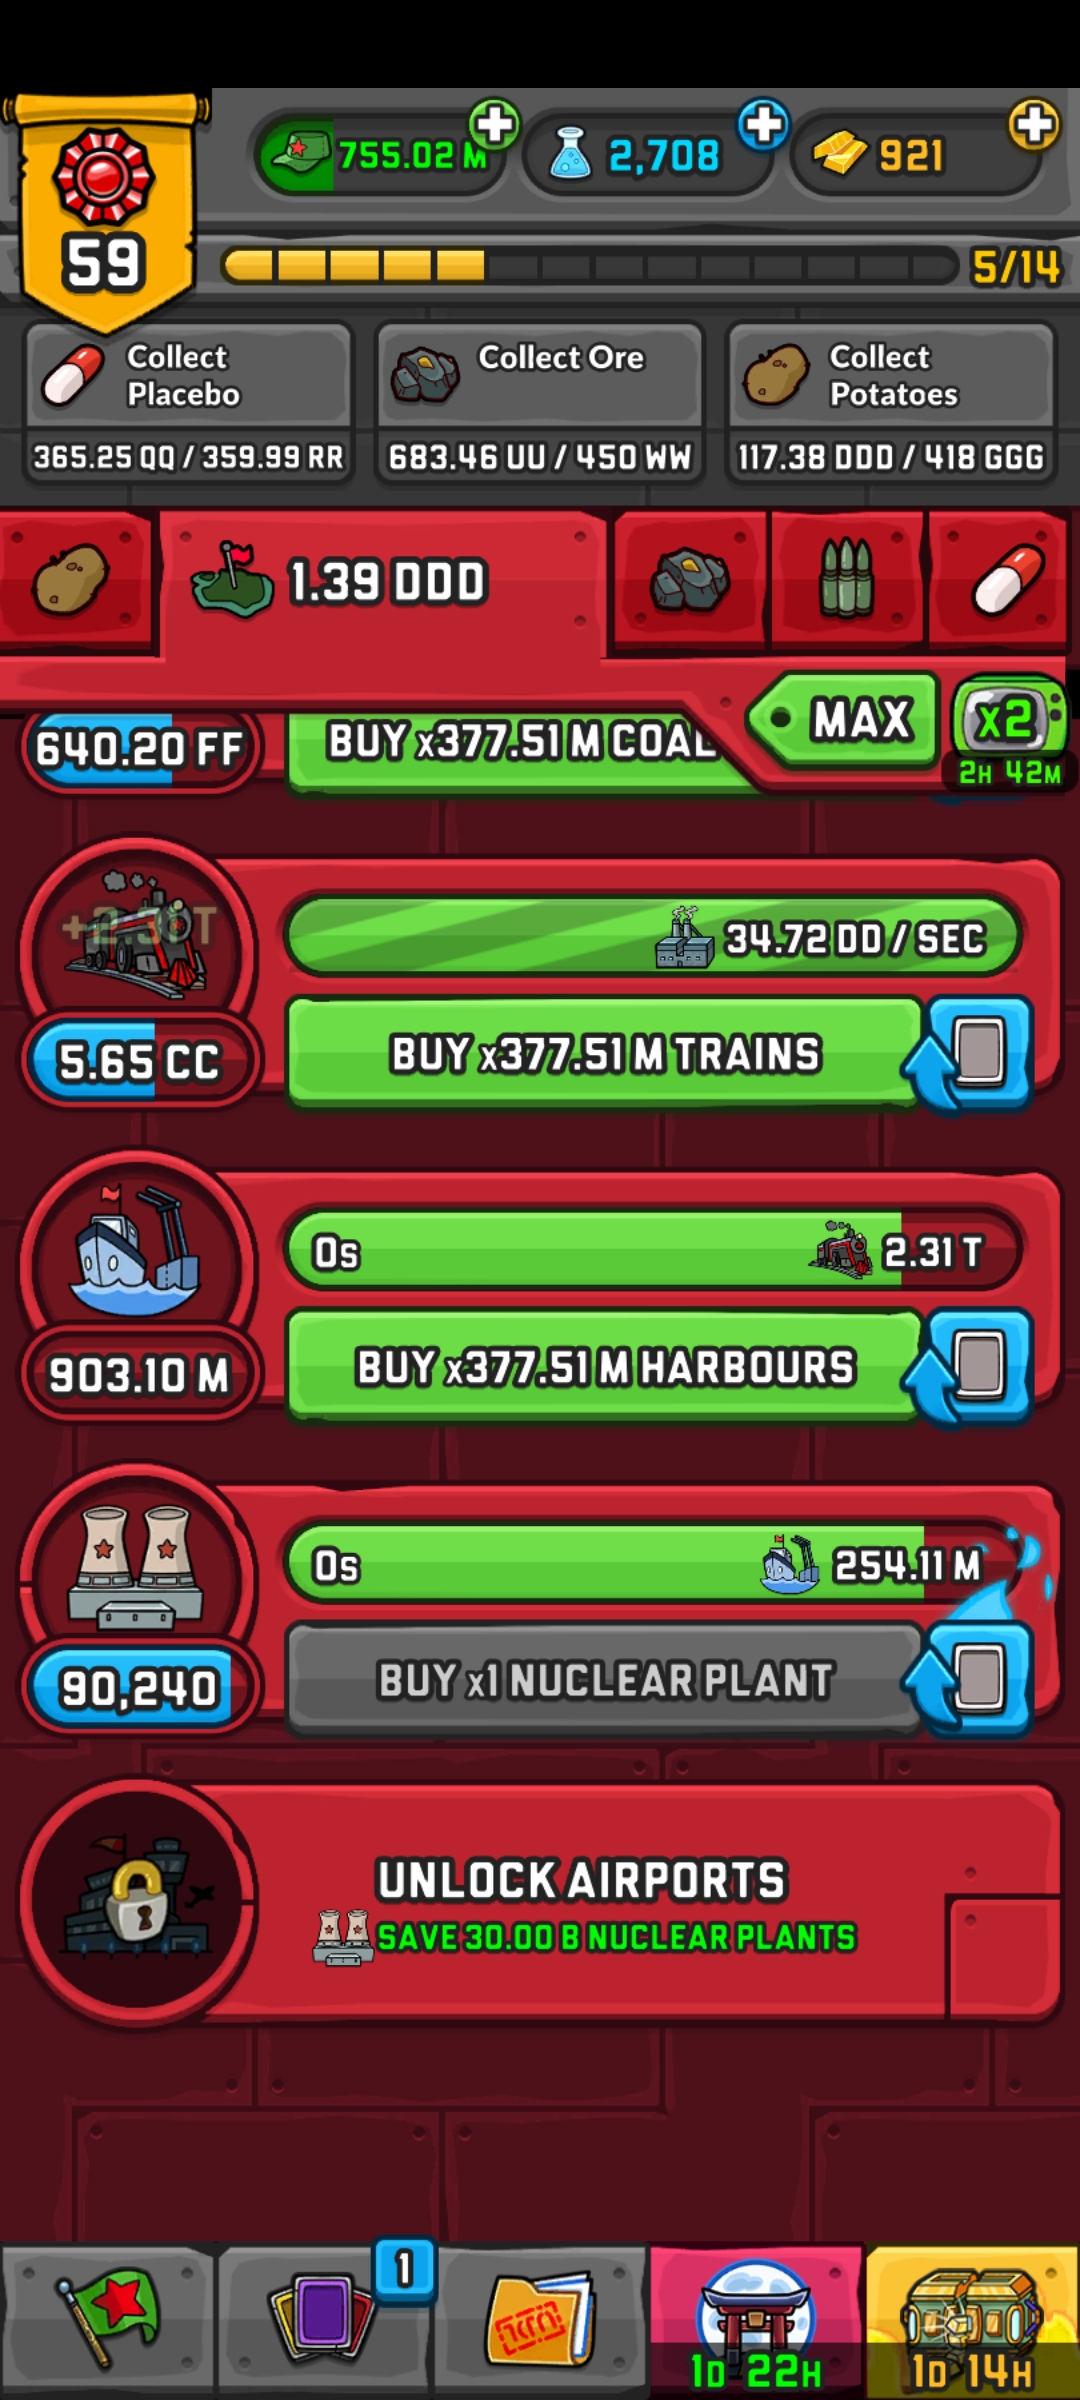 755.02 M
2,708
921
59
5/14
Collect
Placebo
365.25 QQ / 359.99 RR
Collect Ore
683.46 UU / 450 WW
Collect
Potatoes
117.38 DDD / 418 GGG
1.39 DDD
MAX
x2
2H 42M
640.20 FF
BUY x377.51 M COAL
34.72 DD / SEC
5.65 CC
BUY x377.51 M TRAINS
0s
2.31 T
903.10 M
BUY x377.51 M HARBOURS
0s
254.11 M
90,240
BUY x1 NUCLEAR PLANT
UNLOCK AIRPORTS
SAVE 30.00 B NUCLEAR PLANTS
1
1D 22H
1D 14H